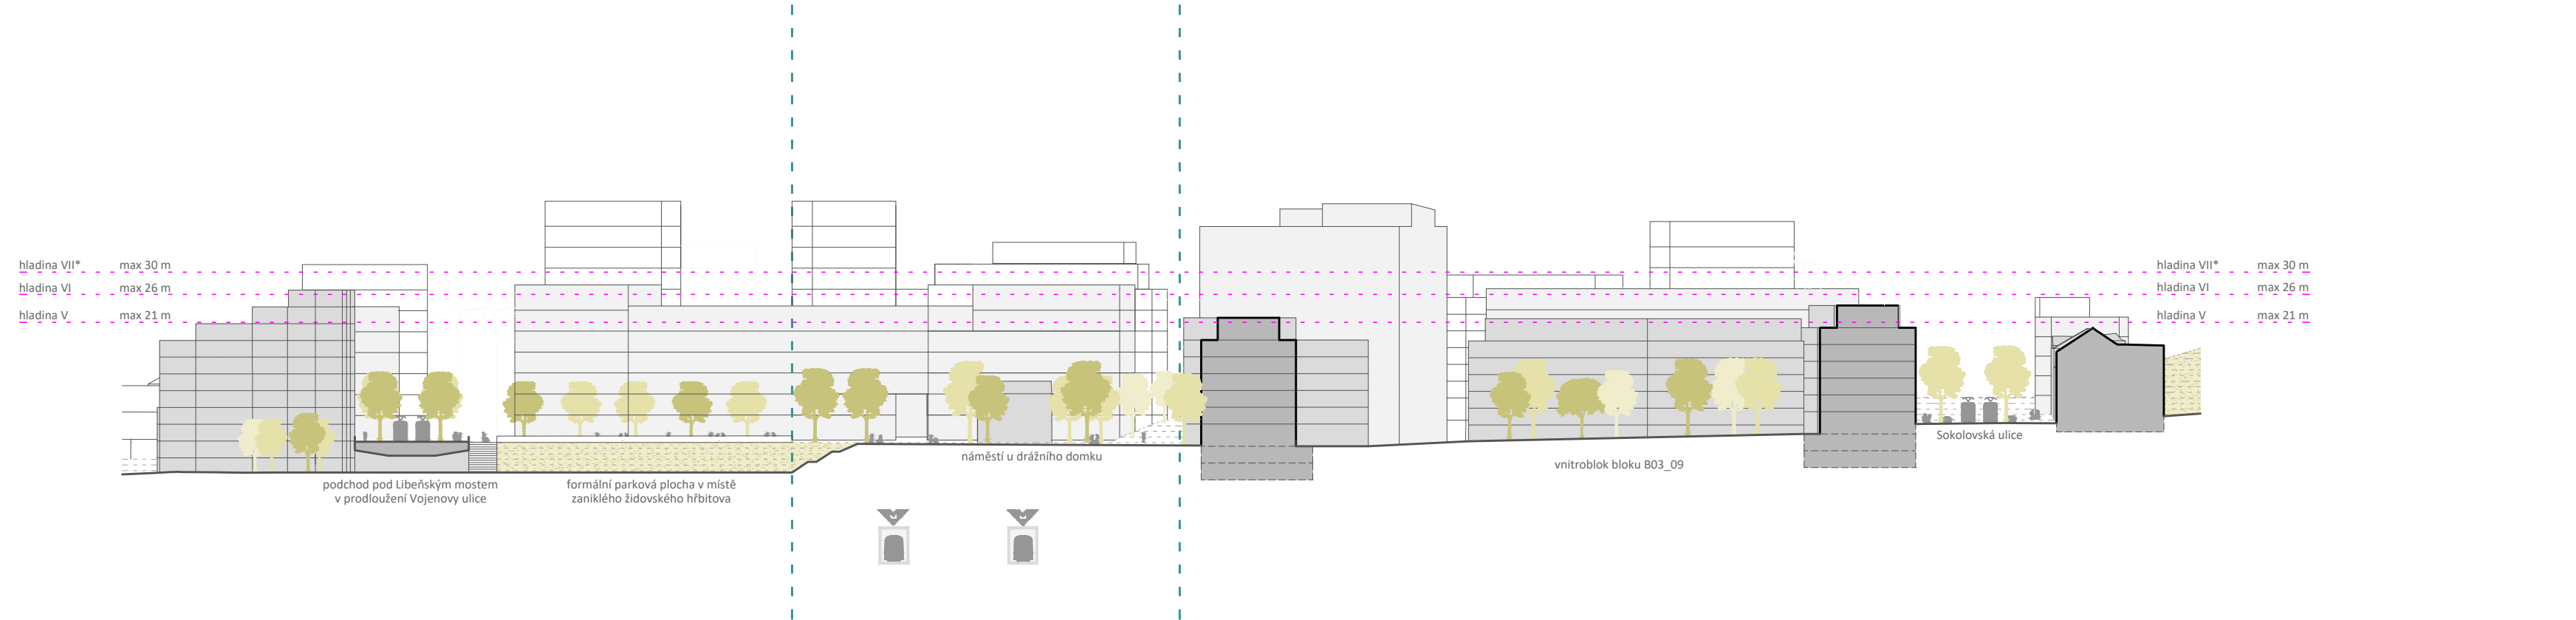 hladina VII* max 30 m
hladina VI max 26 m
hladina V max 21 m
hladina VII* max 30 m
hladina VI max 26 m
hladina V max 21 m
podchod pod Libeňským mostem
v prodloužení Vojenovy ulice
formální parková plocha v místě
zaniklého židovského hřbitova
náměstí u drážního domku
vnitroblok bloku B03_09
Sokolovská ulice